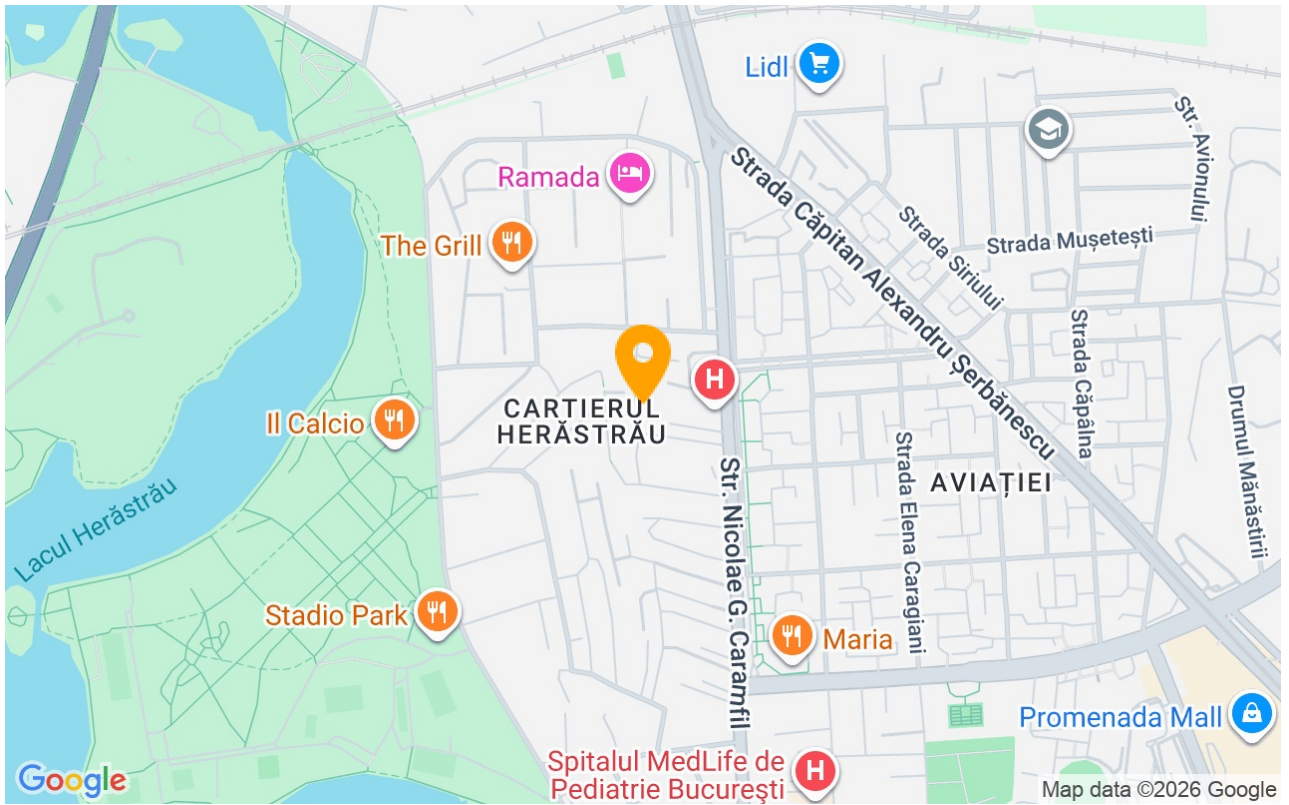 Lidl
Str. Avionului
Ramada
Strada Căpitan Alexandru Șerbănescu
The Grill
Strada Siriului
Strada Mușetești
Strada Căpâlna
H
CARTIERUL
HERĂSTRĂU
Il Calcio
Drumul Mănăstirii
Strada Elena Caragiani
AVIAȚIEI
Str. Nicolae G. Caramfil
Lacul Herăstrău
Stadio Park
Maria
Promenada Mall
Spitalul MedLife de
Pediatrie București
H
Google
Map data ©2026 Google